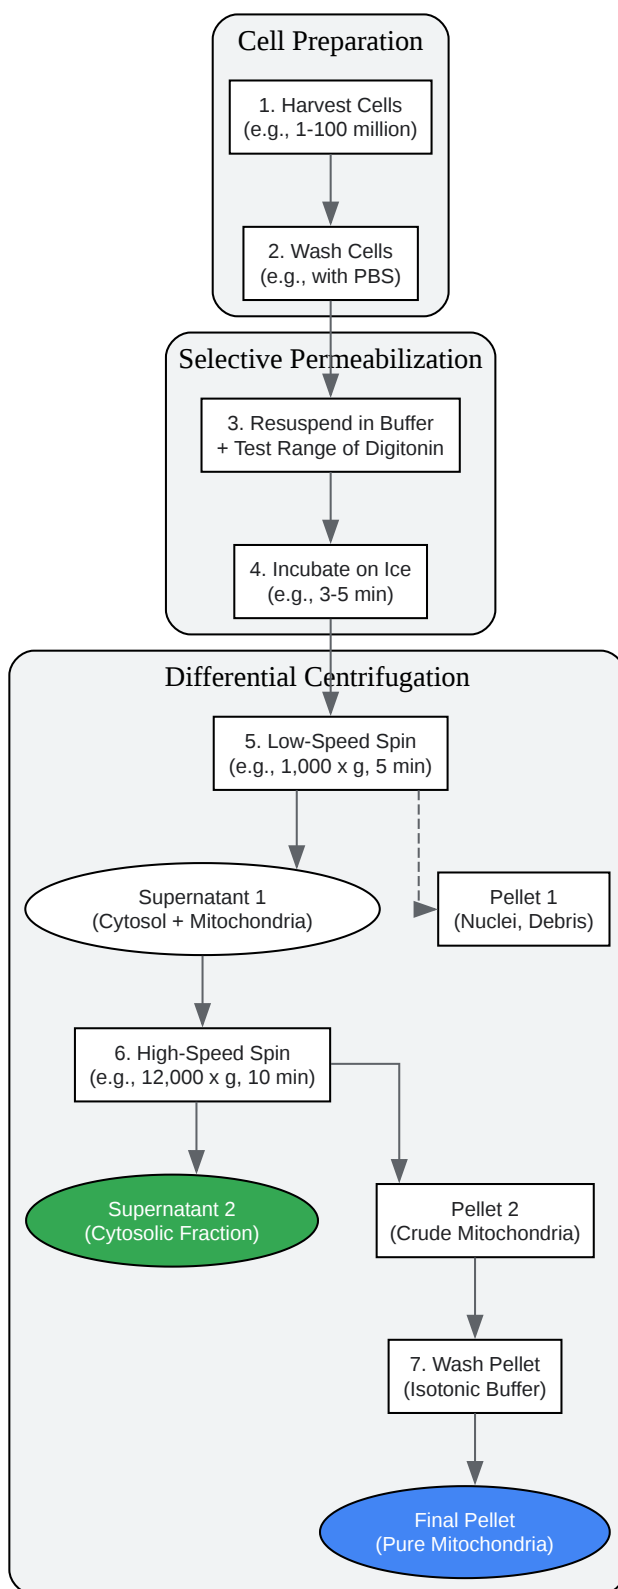 Cell Preparation
1. Harvest Cells
(e.g., 1-100 million)
2. Wash Cells
(e.g., with PBS)
Selective Permeabilization
3. Resuspend in Buffer
+ Test Range of Digitonin
4. Incubate on Ice
(e.g., 3-5 min)
Differential Centrifugation
5. Low-Speed Spin
(e.g., 1,000 x g, 5 min)
Supernatant 1
(Cytosol + Mitochondria)
Pellet 1
(Nuclei, Debris)
6. High-Speed Spin
(e.g., 12,000 x g, 10 min)
Supernatant 2
(Cytosolic Fraction)
Pellet 2
(Crude Mitochondria)
7. Wash Pellet
(Isotonic Buffer)
Final Pellet
(Pure Mitochondria)